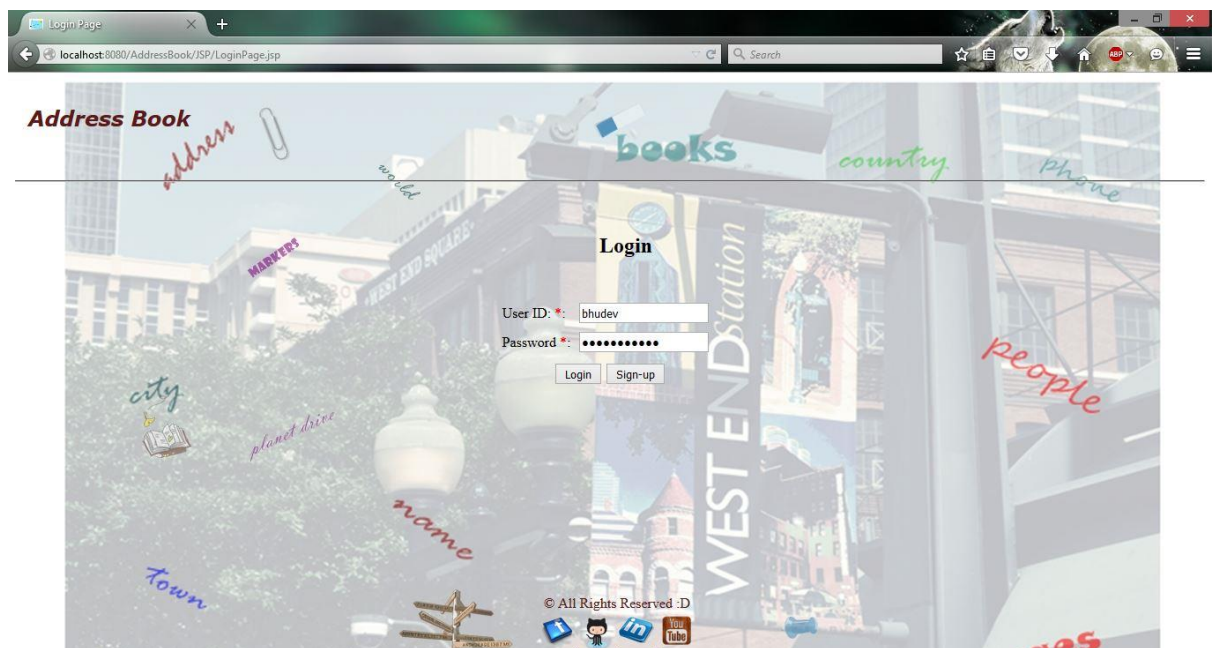 Login Page
localhost:8080/AddressBook/JSP/LoginPage.jsp
Search
ABP
Address Book
address
world
books
country
phone
MARKERS
WEST END SQUARE
Login
User ID: *: bhudev
Password *: •••••••••••
Login Sign-up
WEST END Station
people
city
planet drive
name
town
© All Rights Reserved :D
in
You
Tube